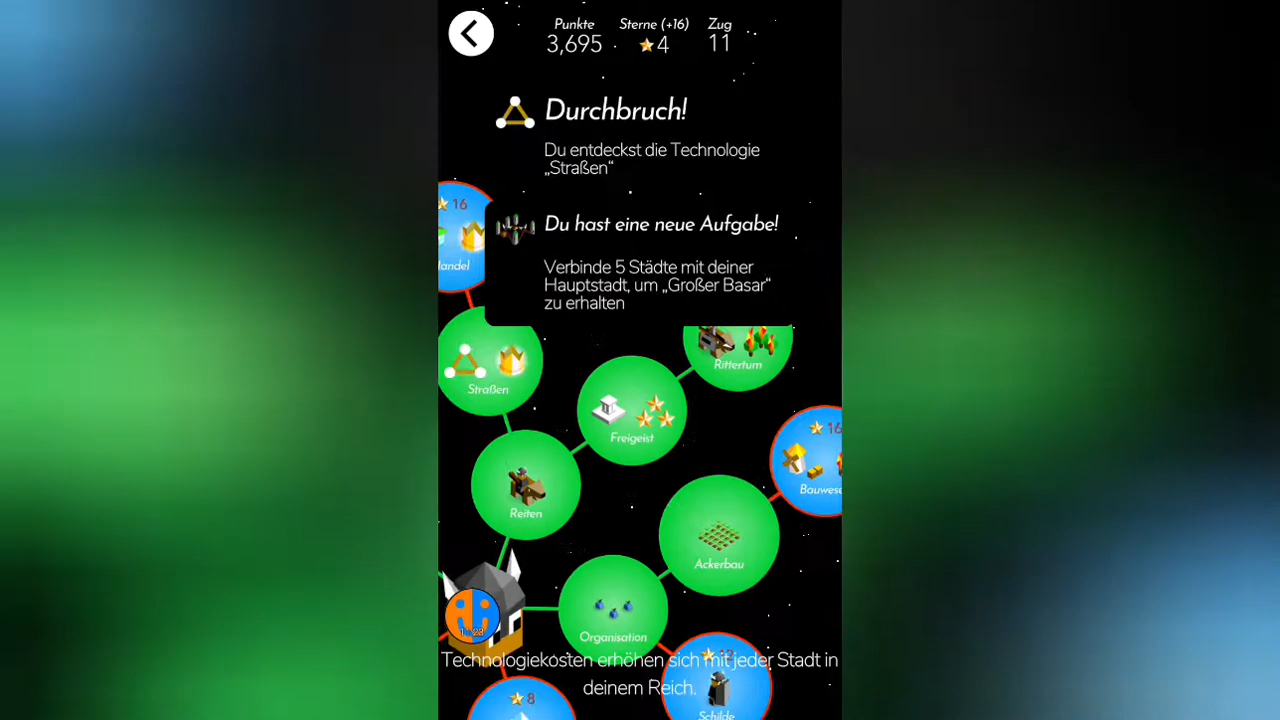 Punkte
Sterne (+16)
Zug
3,695
4
11
Durchbruch!
Du entdeckst die Technologie
„Straßen“
16
Du hast eine neue Aufgabe!
Verbinde 5 Städte mit deiner
Hauptstadt, um „Großer Basar“
zu erhalten
andel
Straßen
Rittertum
Freigeist
16
Bauwese
Reiten
Ackerbau
Organisation
Technologiekosten erhöhen sich mit jeder Stadt in
deinem Reich.
8
Schilde